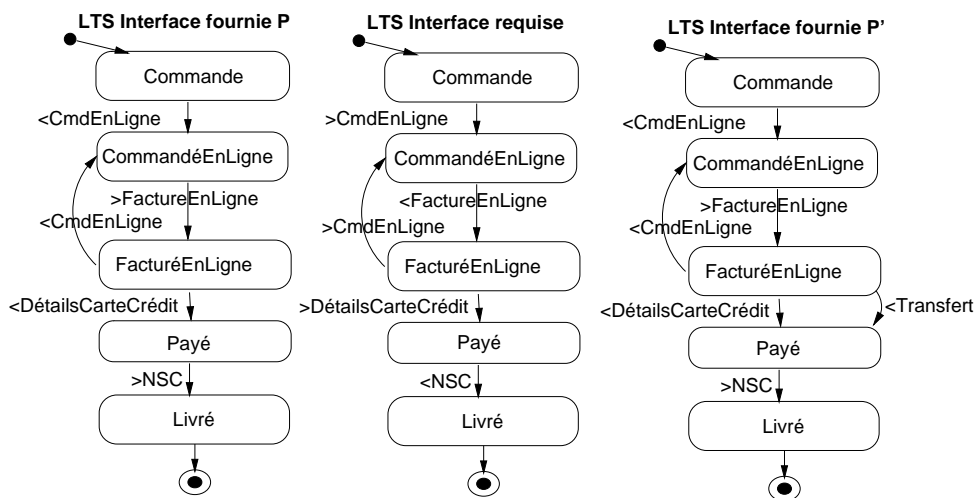 LTS Interface fournie P
Commande
<CmdEnLigne
CommandéEnLigne
>FactureEnLigne
<CmdEnLigne
FacturéEnLigne
<DétailsCarteCrédit
Payé
>NSC
Livré
LTS Interface requise
Commande
>CmdEnLigne
CommandéEnLigne
<FactureEnLigne
>CmdEnLigne
FacturéEnLigne
>DétailsCarteCrédit
Payé
<NSC
Livré
LTS Interface fournie P’
Commande
<CmdEnLigne
CommandéEnLigne
>FactureEnLigne
<CmdEnLigne
FacturéEnLigne
<DétailsCarteCrédit
<Transfert
Payé
>NSC
Livré